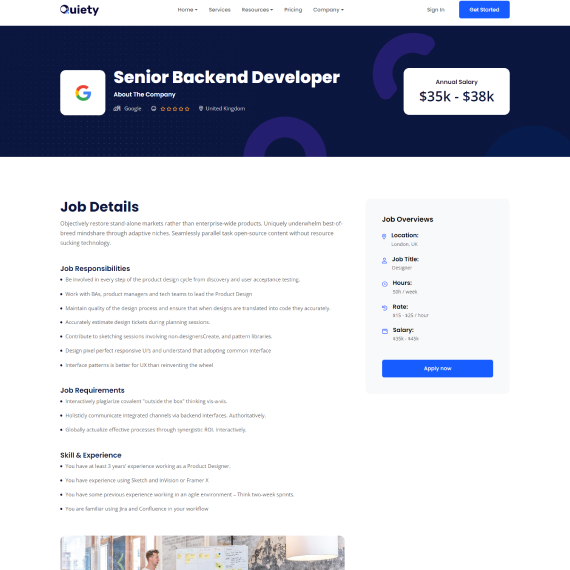 Quiety
Home Services Resources Pricing Company Sign In Get Started
Senior Backend Developer
About The Company
Google United Kingdom
Annual Salary
$35k - $38k
Job Details
Objectively restore stand-alone markets rather than enterprise-wide products. Uniquely underwhelm best-of-
breed mindshare through adaptive niches. Seamlessly parallel task open-source content without resource
sucking technology.
Job Responsibilities
Be involved in every step of the product design cycle from discovery and user acceptance testing.
Work with BAs, product managers and tech teams to lead the Product Design
Maintain quality of the design process and ensure that when designs are translated into code they accurately.
Accurately estimate design tickets during planning sessions.
Contribute to sketching sessions involving non-designersCreate, and pattern libraries.
Design pixel perfect responsive UI's and understand that adopting common interface
Interface patterns is better for UX than reinventing the wheel
Job Requirements
Interactively plagiarize covalent "outside the box" thinking vis-a-vis.
Holisticly communicate integrated channels via backend interfaces. Authoritatively.
Globally actualize effective processes through synergistic ROI. Interactively.
Skill & Experience
You have at least 3 years' experience working as a Product Designer.
You have experience using Sketch and InVision or Framer X
You have some previous experience working in an agile environment – Think two-week sprints.
You are familiar using Jira and Confluence in your workflow
Job Overviews
Location:
London, UK
Job Title:
Designer
Hours:
50h / week
Rate:
$15 - $25 / hour
Salary:
$35k - $45k
Apply now